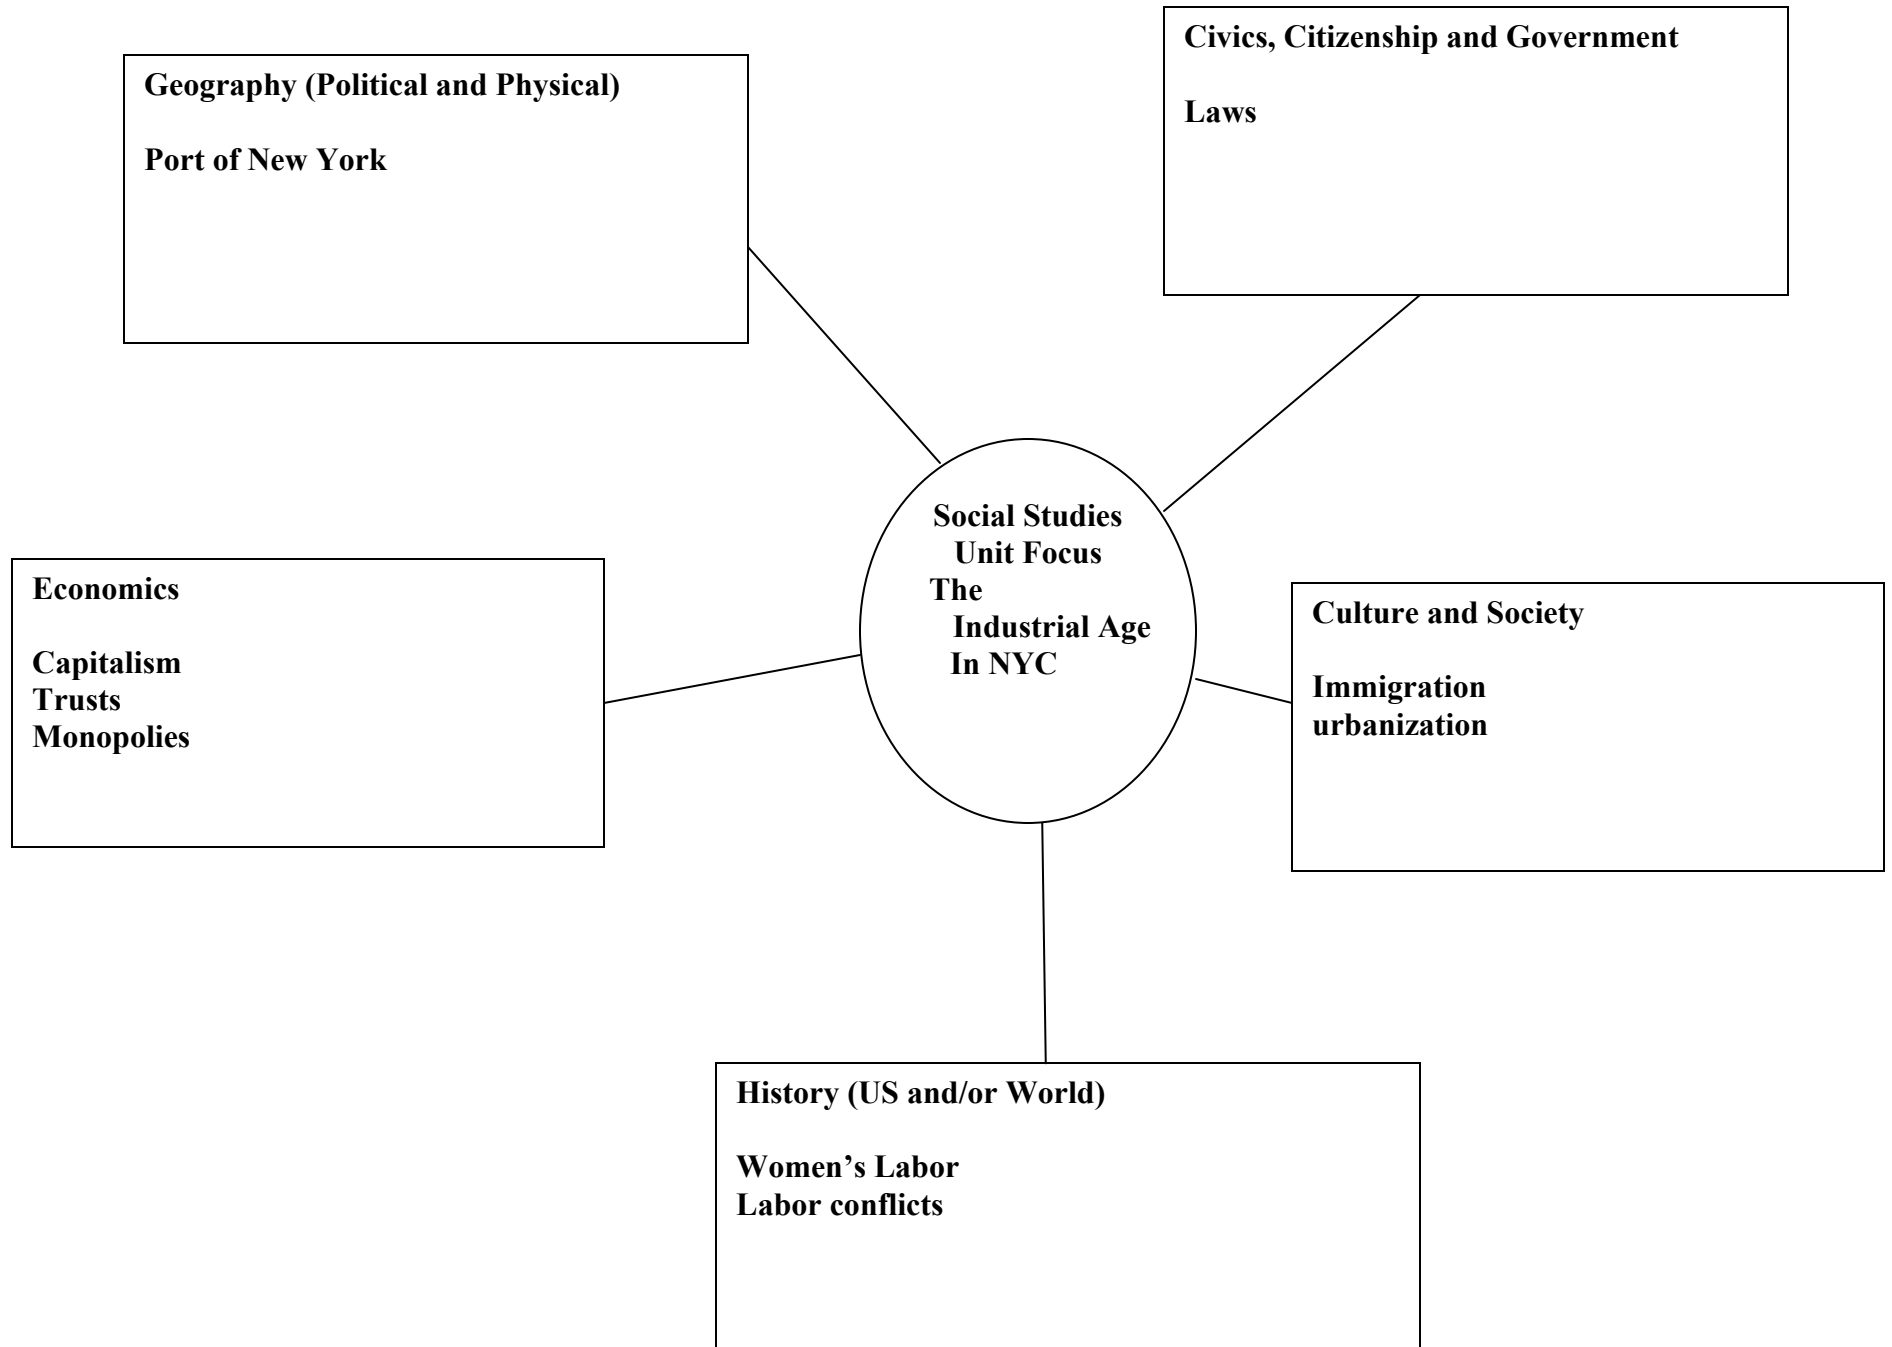 Geography (Political and Physical)
Port of New York
Civics, Citizenship and Government
Laws
Social Studies
Unit Focus
The
Industrial Age
In NYC
Economics
Capitalism
Trusts
Monopolies
Culture and Society
Immigration
urbanization
History (US and/or World)
Women’s Labor
Labor conflicts